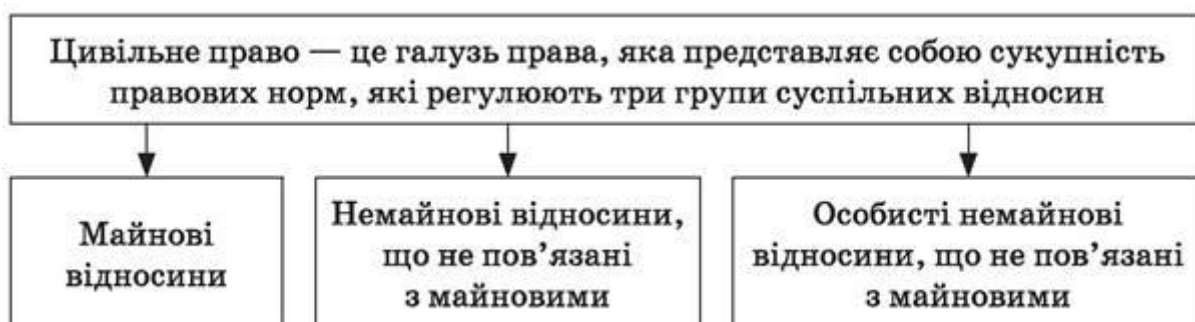 Цивільне право — це галузь права, яка представляє собою сукупність
правових норм, які регулюють три групи суспільних відносин
Майнові
відносини
Немайнові відносини,
що не пов’язані
з майновими
Особисті немайнові
відносини, що не пов’язані
з майновими